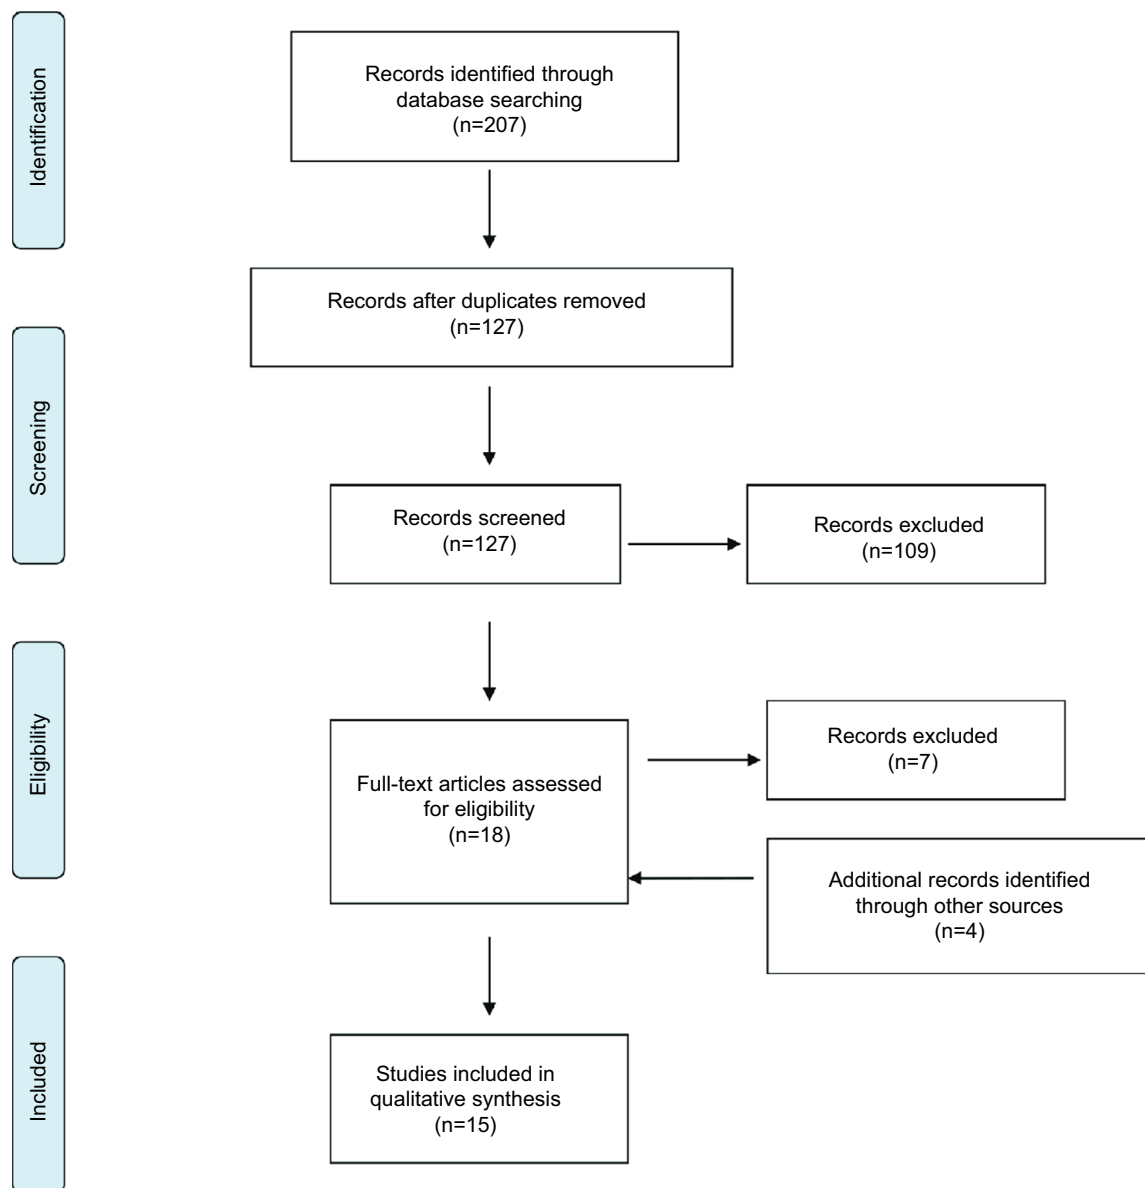 Identification
Records identified through
database searching
(n=207)
Records after duplicates removed
(n=127)
Screening
Records screened
(n=127)
Records excluded
(n=109)
Eligibility
Full-text articles assessed
for eligibility
(n=18)
Records excluded
(n=7)
Additional records identified
through other sources
(n=4)
Included
Studies included in
qualitative synthesis
(n=15)